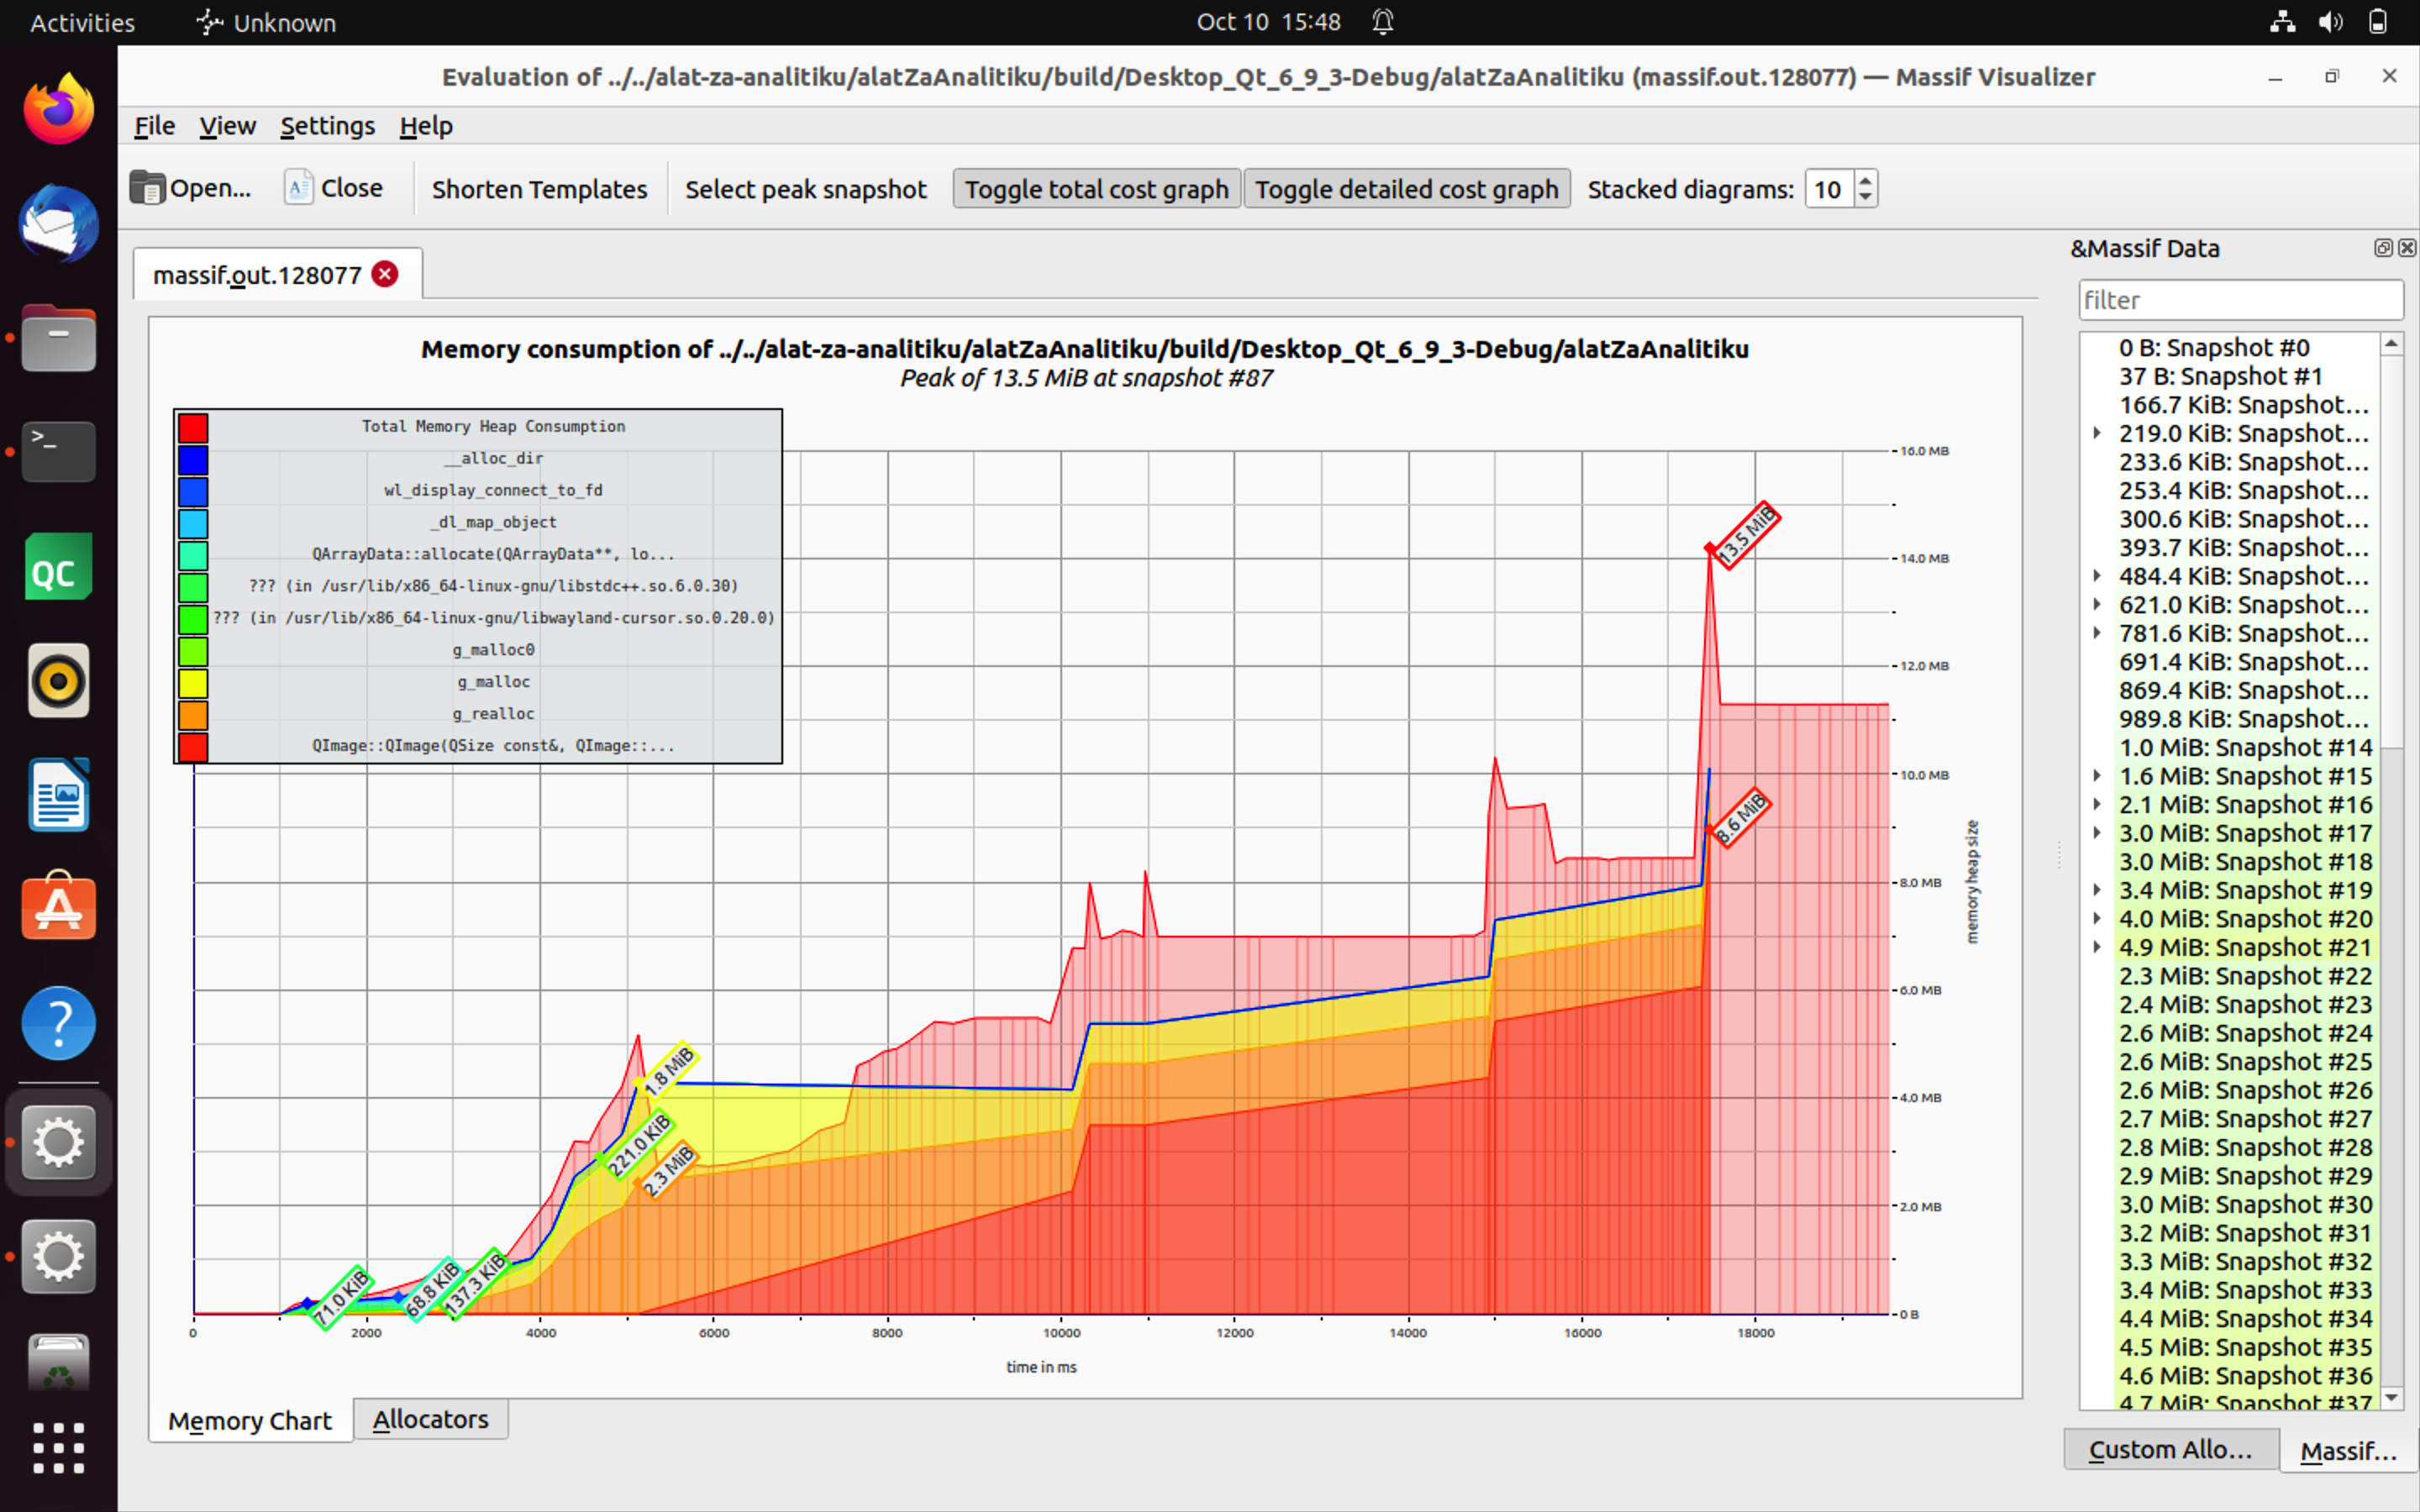 Activities Unknown Oct 10 15:48
Evaluation of ../../alat-za-analitiku/alatZaAnalitiku/build/Desktop_Qt_6_9_3-Debug/alatZaAnalitiku (massif.out.128077) — Massif Visualizer
File View Settings Help
Open... Close Shorten Templates Select peak snapshot Toggle total cost graph Toggle detailed cost graph Stacked diagrams: 10
massif.out.128077
Memory consumption of ../../alat-za-analitiku/alatZaAnalitiku/build/Desktop_Qt_6_9_3-Debug/alatZaAnalitiku
Peak of 13.5 MiB at snapshot #87
Total Memory Heap Consumption
__alloc_dir
wl_display_connect_to_fd
_dl_map_object
QArrayData::allocate(QArrayData**, lo...
??? (in /usr/lib/x86_64-linux-gnu/libstdc++.so.6.0.30)
??? (in /usr/lib/x86_64-linux-gnu/libwayland-cursor.so.0.20.0)
g_malloc0
g_malloc
g_realloc
QImage::QImage(QSize const&, QImage::...
16.0 MB
14.0 MB
12.0 MB
10.0 MB
8.0 MB
6.0 MB
4.0 MB
2.0 MB
0 B
memory heap size
13.5 MiB
8.6 MiB
1.8 MiB
221.0 KiB
2.3 MiB
71.0 KiB
68.8 KiB
137.3 KiB
0 2000 4000 6000 8000 10000 12000 14000 16000 18000
time in ms
Memory Chart Allocators
&Massif Data
filter
0 B: Snapshot #0
37 B: Snapshot #1
166.7 KiB: Snapshot...
219.0 KiB: Snapshot...
233.6 KiB: Snapshot...
253.4 KiB: Snapshot...
300.6 KiB: Snapshot...
393.7 KiB: Snapshot...
484.4 KiB: Snapshot...
621.0 KiB: Snapshot...
781.6 KiB: Snapshot...
691.4 KiB: Snapshot...
869.4 KiB: Snapshot...
989.8 KiB: Snapshot...
1.0 MiB: Snapshot #14
1.6 MiB: Snapshot #15
2.1 MiB: Snapshot #16
3.0 MiB: Snapshot #17
3.0 MiB: Snapshot #18
3.4 MiB: Snapshot #19
4.0 MiB: Snapshot #20
4.9 MiB: Snapshot #21
2.3 MiB: Snapshot #22
2.4 MiB: Snapshot #23
2.6 MiB: Snapshot #24
2.6 MiB: Snapshot #25
2.6 MiB: Snapshot #26
2.7 MiB: Snapshot #27
2.8 MiB: Snapshot #28
2.9 MiB: Snapshot #29
3.0 MiB: Snapshot #30
3.2 MiB: Snapshot #31
3.3 MiB: Snapshot #32
3.4 MiB: Snapshot #33
4.4 MiB: Snapshot #34
4.5 MiB: Snapshot #35
4.6 MiB: Snapshot #36
4.7 MiB: Snapshot #37
Custom Allo... Massif...
QC